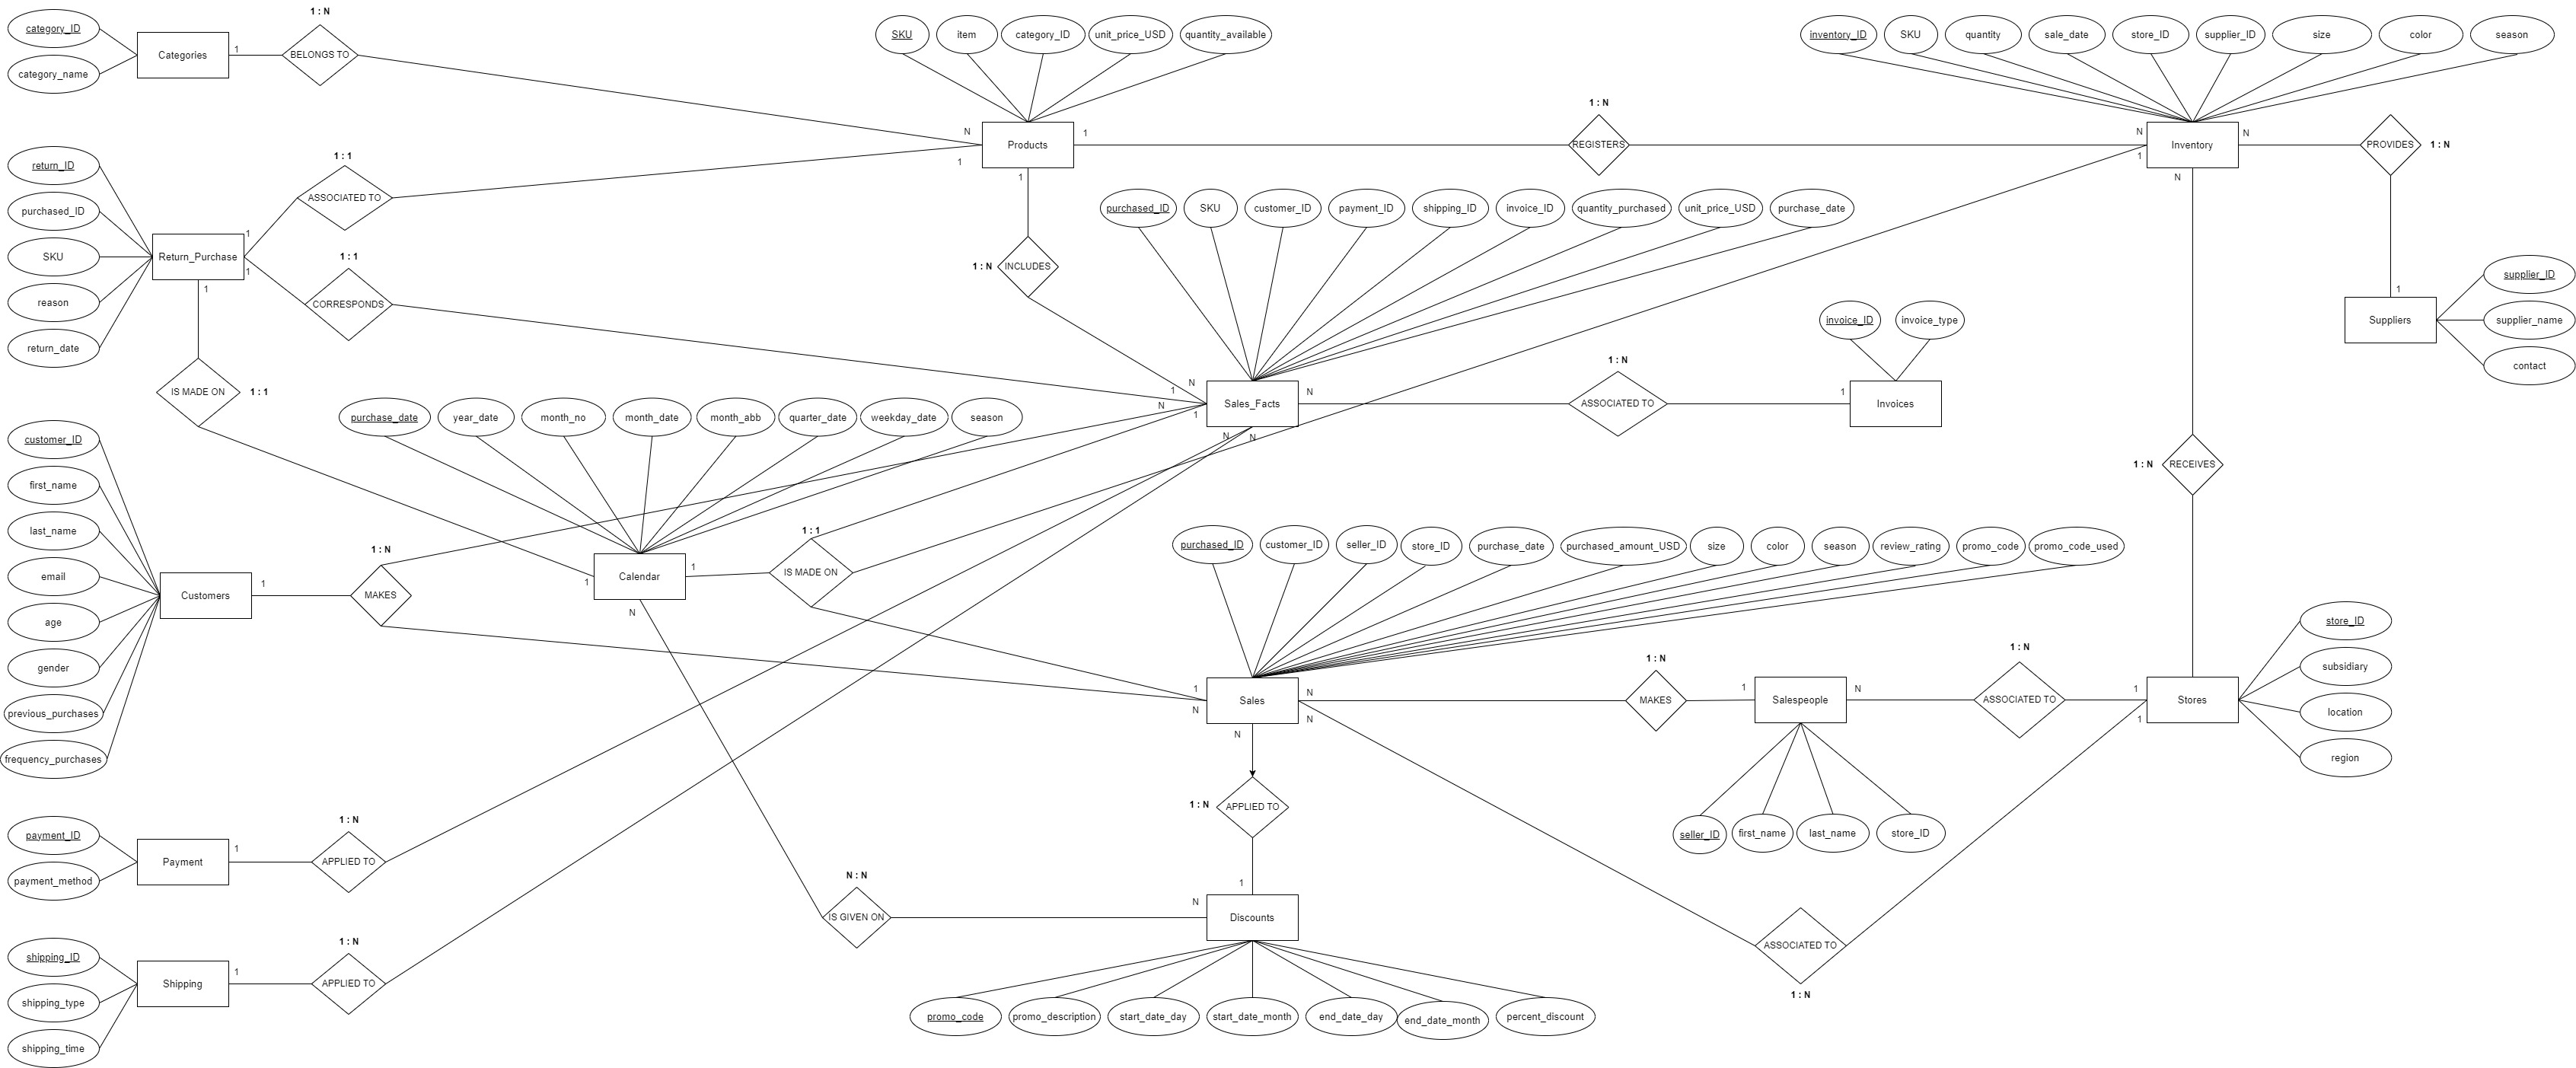 1 : N
category_ID
Categories
1
BELONGS TO
category_name
SKU
item
category_ID
unit_price_USD
quantity_available
inventory_ID
SKU
quantity
sale_date
store_ID
supplier_ID
size
color
season
N
Products
1
1
1
1 : N
REGISTERS
N
1
Inventory
N
N
PROVIDES
1 : N
return_ID
purchased_ID
SKU
reason
return_date
Return_Purchase
1
1
1
1 : 1
ASSOCIATED TO
1 : 1
CORRESPONDS
IS MADE ON
1 : 1
1 : N
INCLUDES
purchased_ID
SKU
customer_ID
payment_ID
shipping_ID
invoice_ID
quantity_purchased
unit_price_USD
purchase_date
invoice_ID
invoice_type
1
Suppliers
supplier_ID
supplier_name
contact
N
1
N
1
Sales_Facts
N
N
N
1 : N
ASSOCIATED TO
1
Invoices
purchase_date
year_date
month_no
month_date
month_abb
quarter_date
weekday_date
season
1 : N
RECEIVES
customer_ID
first_name
last_name
email
age
gender
previous_purchases
frequency_purchases
Customers
1
1 : N
MAKES
1
Calendar
1
N
1 : 1
IS MADE ON
purchased_ID
customer_ID
seller_ID
store_ID
purchase_date
purchased_amount_USD
size
color
season
review_rating
promo_code
promo_code_used
1
N
Sales
N
N
N
1 : N
MAKES
1
Salespeople
N
1 : N
ASSOCIATED TO
1
1
Stores
store_ID
subsidiary
location
region
seller_ID
first_name
last_name
store_ID
1 : N
APPLIED TO
payment_ID
payment_method
Payment
1
1 : N
APPLIED TO
N : N
IS GIVEN ON
N
1
Discounts
ASSOCIATED TO
1 : N
shipping_ID
shipping_type
shipping_time
Shipping
1
1 : N
APPLIED TO
promo_code
promo_description
start_date_day
start_date_month
end_date_day
end_date_month
percent_discount